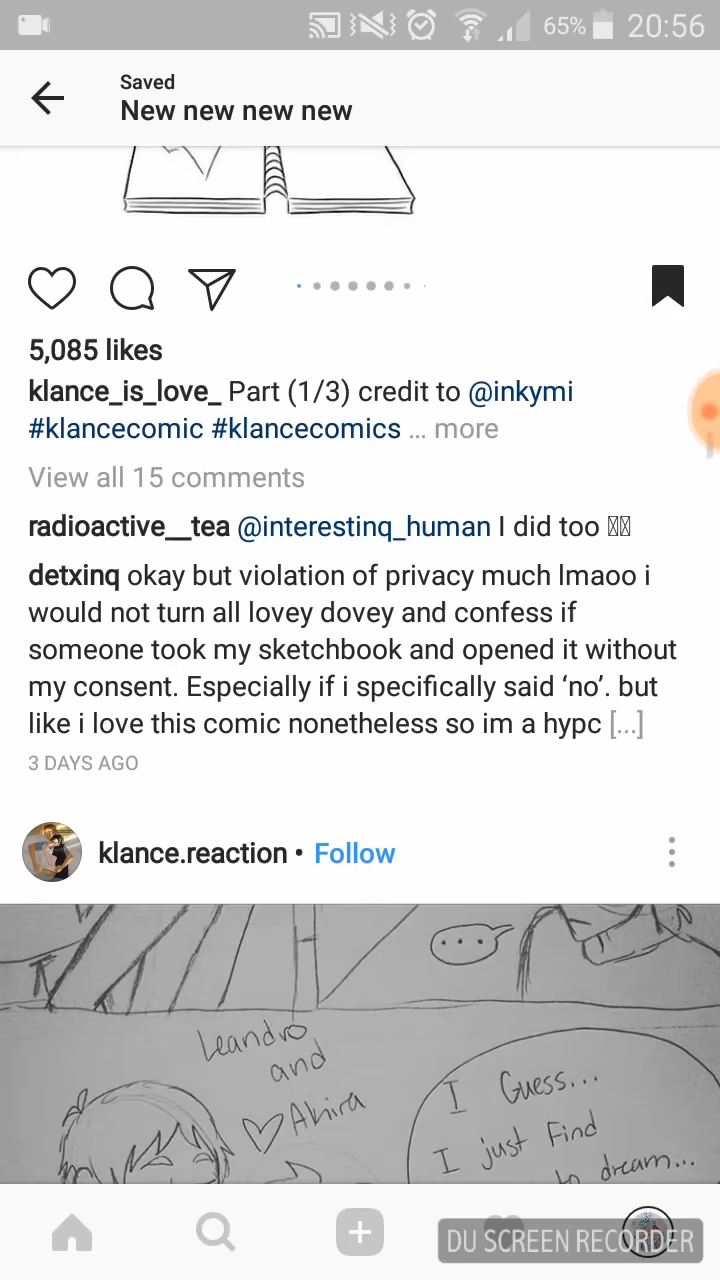 65% 20:56
Saved
New new new new
5,085 likes
klance_is_love_ Part (1/3) credit to @inkymi
#klancecomic #klancecomics ... more
View all 15 comments
radioactive__tea @interestinq_human I did too
detxinq okay but violation of privacy much lmaoo i
would not turn all lovey dovey and confess if
someone took my sketchbook and opened it without
my consent. Especially if i specifically said ‘no’. but
like i love this comic nonetheless so im a hypc [...]
3 DAYS AGO
klance.reaction • Follow
...
Leandro
and
♡Akira
I Guess...
I just Find
to dream...
DU SCREEN RECORDER